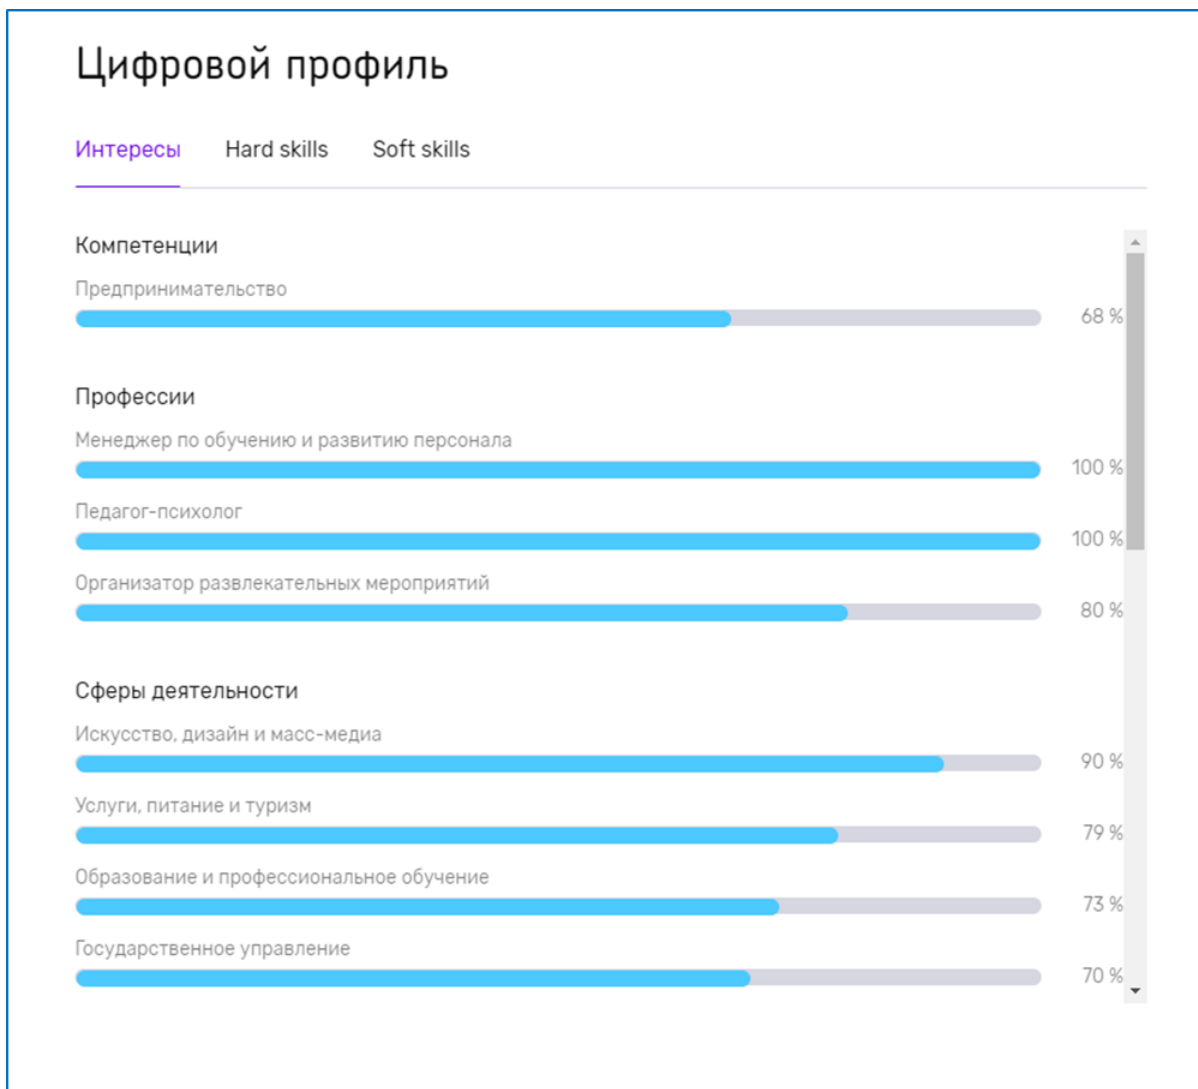 Цифровой профиль
Интересы Hard skills Soft skills
Компетенции
Предпринимательство
68 %
Профессии
Менеджер по обучению и развитию персонала
100 %
Педагог-психолог
100 %
Организатор развлекательных мероприятий
80 %
Сферы деятельности
Искусство, дизайн и масс-медиа
90 %
Услуги, питание и туризм
79 %
Образование и профессиональное обучение
73 %
Государственное управление
70 %